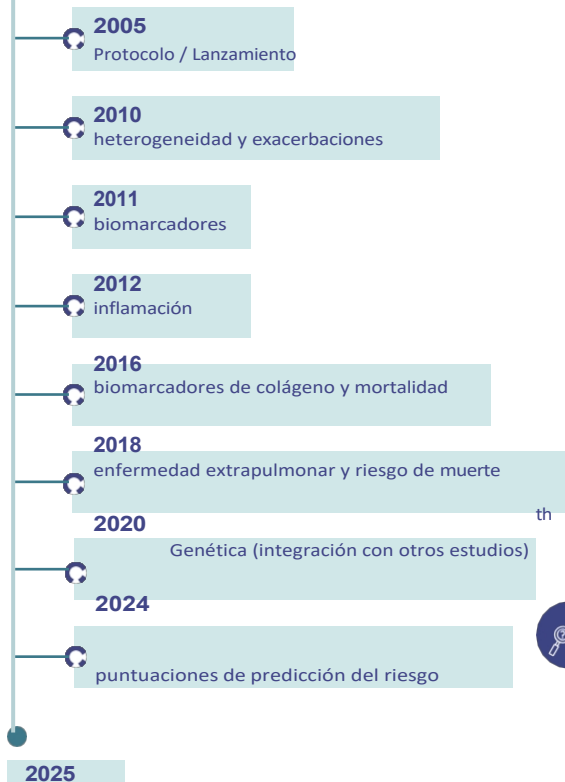 2005
Protocolo / Lanzamiento
2010
heterogeneidad y exacerbaciones
2011
biomarcadores
2012
inflamación
2016
biomarcadores de colágeno y mortalidad
2018
enfermedad extrapulmonar y riesgo de muerte
th
2020
Genética (integración con otros estudios)
2024
puntuaciones de predicción del riesgo
2025